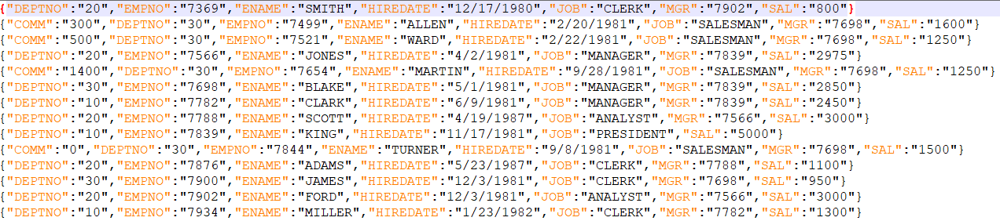 {"DEPTNO":"20","EMPNO":"7369","ENAME":"SMITH","HIREDATE":"12/17/1980","JOB":"CLERK","MGR":"7902","SAL":"800"}
{"COMM":"300","DEPTNO":"30","EMPNO":"7499","ENAME":"ALLEN","HIREDATE":"2/20/1981","JOB":"SALESMAN","MGR":"7698","SAL":"1600"}
{"COMM":"500","DEPTNO":"30","EMPNO":"7521","ENAME":"WARD","HIREDATE":"2/22/1981","JOB":"SALESMAN","MGR":"7698","SAL":"1250"}
{"DEPTNO":"20","EMPNO":"7566","ENAME":"JONES","HIREDATE":"4/2/1981","JOB":"MANAGER","MGR":"7839","SAL":"2975"}
{"COMM":"1400","DEPTNO":"30","EMPNO":"7654","ENAME":"MARTIN","HIREDATE":"9/28/1981","JOB":"SALESMAN","MGR":"7698","SAL":"1250"}
{"DEPTNO":"30","EMPNO":"7698","ENAME":"BLAKE","HIREDATE":"5/1/1981","JOB":"MANAGER","MGR":"7839","SAL":"2850"}
{"DEPTNO":"10","EMPNO":"7782","ENAME":"CLARK","HIREDATE":"6/9/1981","JOB":"MANAGER","MGR":"7839","SAL":"2450"}
{"DEPTNO":"20","EMPNO":"7788","ENAME":"SCOTT","HIREDATE":"4/19/1987","JOB":"ANALYST","MGR":"7566","SAL":"3000"}
{"DEPTNO":"10","EMPNO":"7839","ENAME":"KING","HIREDATE":"11/17/1981","JOB":"PRESIDENT","SAL":"5000"}
{"COMM":"0","DEPTNO":"30","EMPNO":"7844","ENAME":"TURNER","HIREDATE":"9/8/1981","JOB":"SALESMAN","MGR":"7698","SAL":"1500"}
{"DEPTNO":"20","EMPNO":"7876","ENAME":"ADAMS","HIREDATE":"5/23/1987","JOB":"CLERK","MGR":"7788","SAL":"1100"}
{"DEPTNO":"30","EMPNO":"7900","ENAME":"JAMES","HIREDATE":"12/3/1981","JOB":"CLERK","MGR":"7698","SAL":"950"}
{"DEPTNO":"20","EMPNO":"7902","ENAME":"FORD","HIREDATE":"12/3/1981","JOB":"ANALYST","MGR":"7566","SAL":"3000"}
{"DEPTNO":"10","EMPNO":"7934","ENAME":"MILLER","HIREDATE":"1/23/1982","JOB":"CLERK","MGR":"7782","SAL":"1300"}